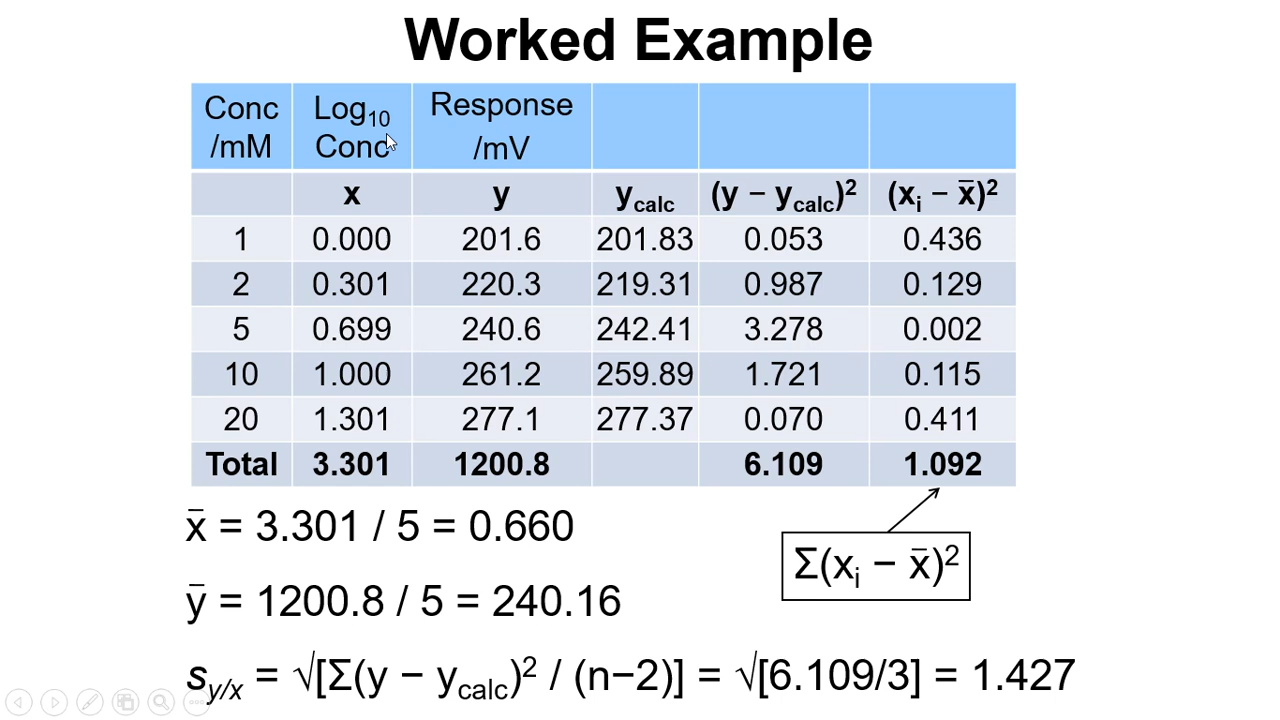 Worked Example
Conc /mM Log₁₀ Conc Response /mV
x y y_calc (y − y_calc)² (xᵢ − x̄)²
1 0.000 201.6 201.83 0.053 0.436
2 0.301 220.3 219.31 0.987 0.129
5 0.699 240.6 242.41 3.278 0.002
10 1.000 261.2 259.89 1.721 0.115
20 1.301 277.1 277.37 0.070 0.411
Total 3.301 1200.8 6.109 1.092
x̄ = 3.301 / 5 = 0.660
Σ(xᵢ − x̄)²
ȳ = 1200.8 / 5 = 240.16
s_y/x = √[Σ(y − y_calc)² / (n−2)] = √[6.109/3] = 1.427